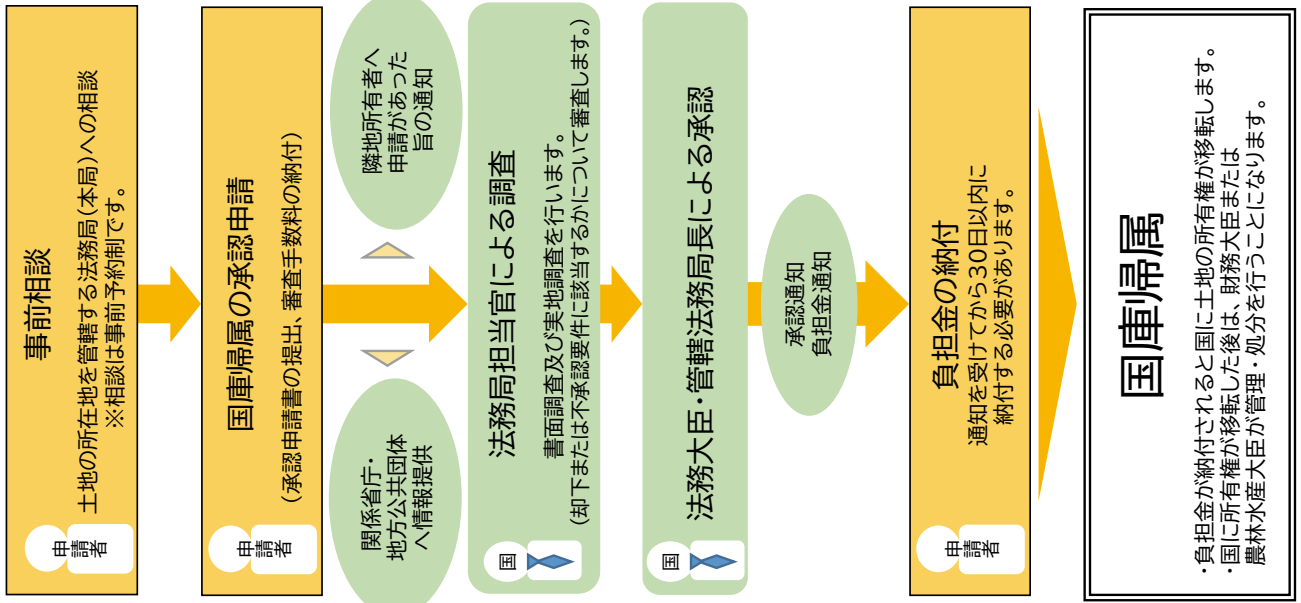 事前相談
土地の所在地を管轄する法務局(本局)への相談
※相談は事前予約制です。
申請者
国庫帰属の承認申請
(承認申請書の提出、審査手数料の納付)
申請者
関係省庁・
地方公共団体
へ情報提供
隣地所有者へ
申請があった
旨の通知
法務局担当官による調査
書面調査及び実地調査を行います。
(却下または不承認要件に該当するかについて審査します。)
国
法務大臣・管轄法務局長による承認
国
承認通知
負担金通知
負担金の納付
通知を受けてから30日以内に
納付する必要があります。
申請者
国庫帰属
・負担金が納付されると国に土地の所有権が移転します。
・国に所有権が移転した後は、財務大臣または
農林水産大臣が管理・処分を行うことになります。